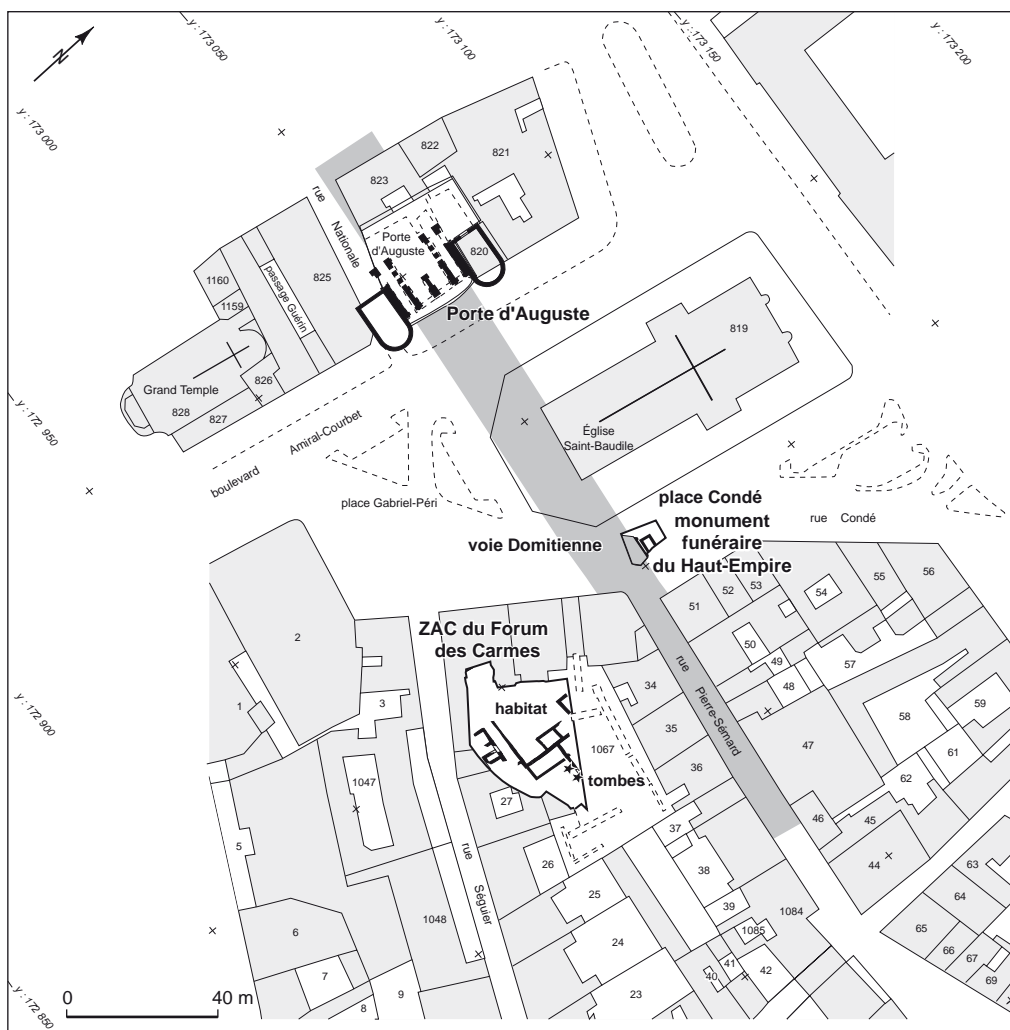 y : 173 050
y : 173 100
y : 173 150
y : 173 200
N
y : 173 000
822
821
823
rue
Nationale
Porte
d'Auguste
820
1160
825
1159
passage Guérin
Porte d'Auguste
819
Grand Temple
826
828
827
y : 172 950
Église
Saint-Baudile
boulevard Amiral-Courbet
place Gabriel-Péri
place Condé
monument
funéraire
du Haut-Empire
rue Condé
voie Domitienne
51
52
53
54
55
56
ZAC du Forum
des Carmes
2
50
49
48
57
rue Pierre-Sémard
34
y : 172 900
1
3
habitat
35
58
59
1067
47
61
36
tombes
62
1047
27
46
45
5
37
44
63
26
38
rue Séguier
64
25
39
1084
6
1048
65
24
1085
66
41
67
7
40
42
69
9
23
8
0
40 m
y : 172 850